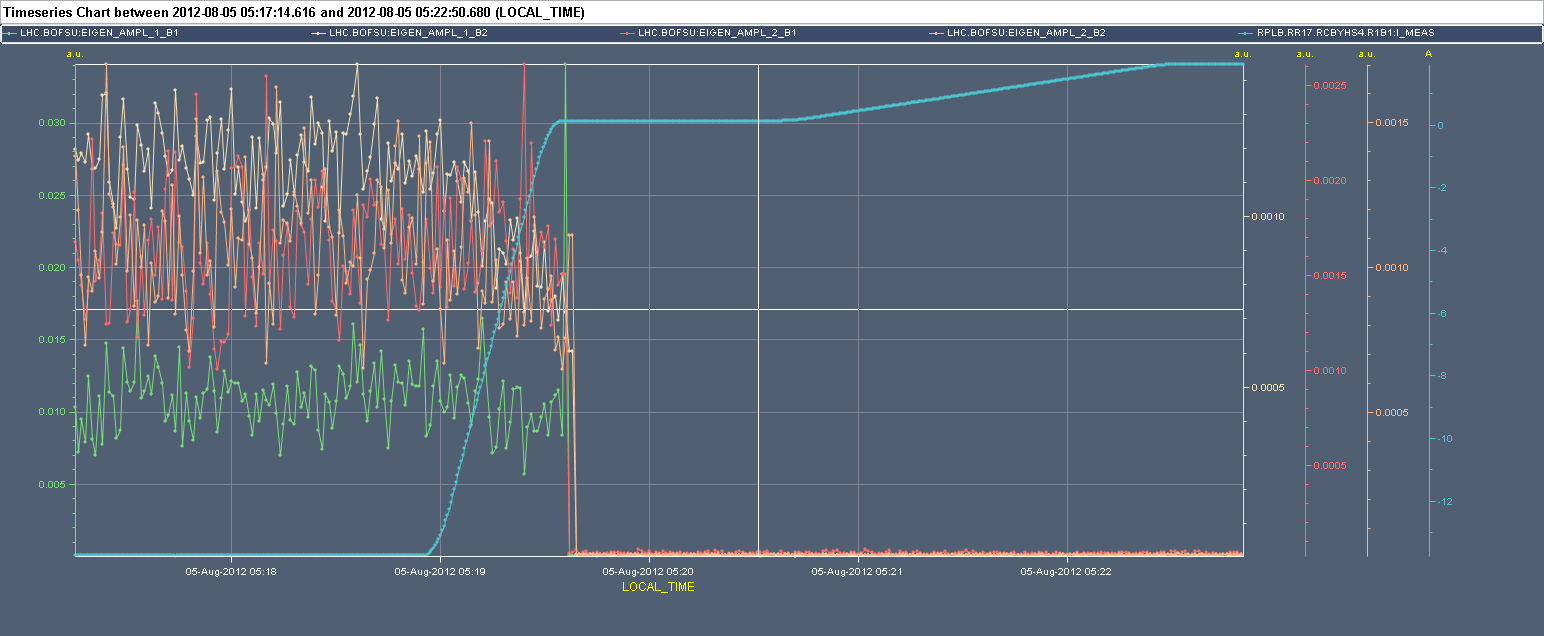 Timeseries Chart between 2012-08-05 05:17:14.616 and 2012-08-05 05:22:50.680 (LOCAL_TIME)
LHC.BOFSU:EIGEN_AMPL_1_B1 LHC.BOFSU:EIGEN_AMPL_1_B2 LHC.BOFSU:EIGEN_AMPL_2_B1 LHC.BOFSU:EIGEN_AMPL_2_B2 RPLB.RR17.RCBYHS4.R1B1:I_MEAS
a.u. a.u. a.u. a.u. A
0.0025
0.030 0.0015 0
0.0020 -2
0.025
0.0010
-4
0.020 0.0015 0.0010
-6
0.015
0.0010 -8
0.0005
0.010 0.0005
-10
0.0005
0.005
-12
05-Aug-2012 05:18 05-Aug-2012 05:19 05-Aug-2012 05:20 05-Aug-2012 05:21 05-Aug-2012 05:22
LOCAL_TIME